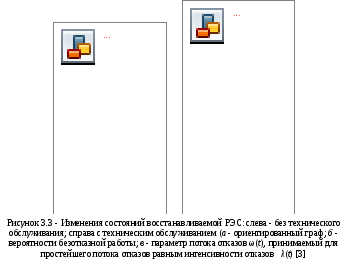 ...
...
Рисунок 3.3 - Изменения состояний восстанавливаемой РЭС: слева - без технического
обслуживания; справа с техническим обслуживанием (а - ориентированный граф; б -
вероятности безотказной работы; в - параметр потока отказов ω(t), принимаемый для
простейшего потока отказов равным интенсивности отказов λ(t) [3]